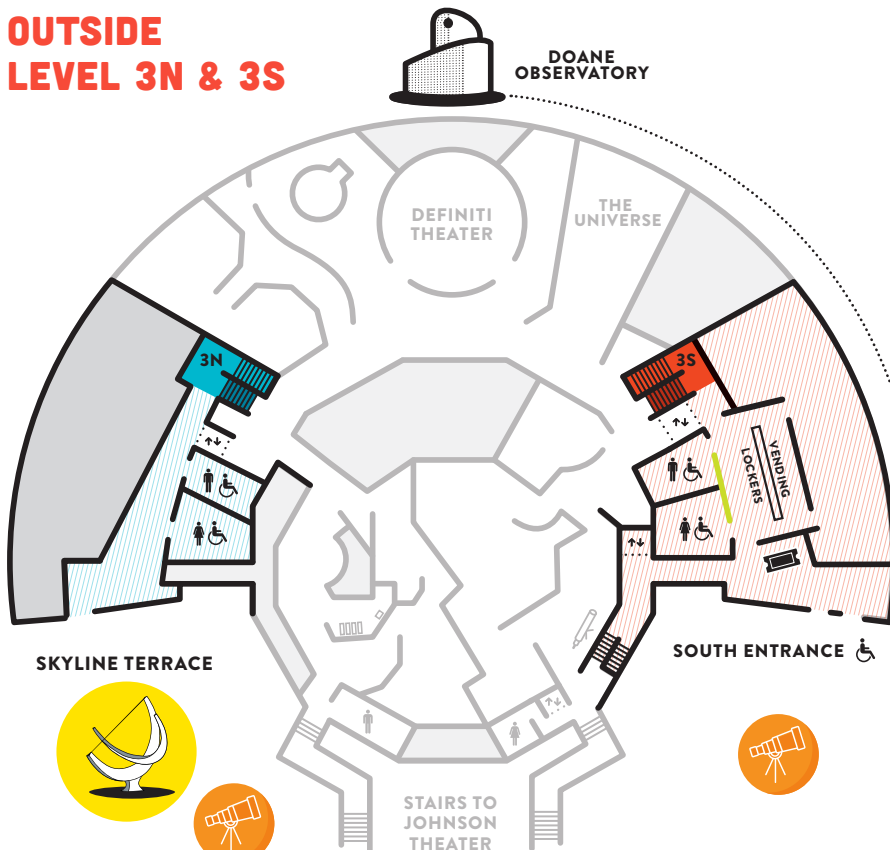 OUTSIDE
LEVEL 3N & 3S
DOANE
OBSERVATORY
DEFINITI
THEATER
THE
UNIVERSE
3N
3S
VENDING
LOCKERS
SKYLINE TERRACE
SOUTH ENTRANCE
STAIRS TO
JOHNSON
THEATER